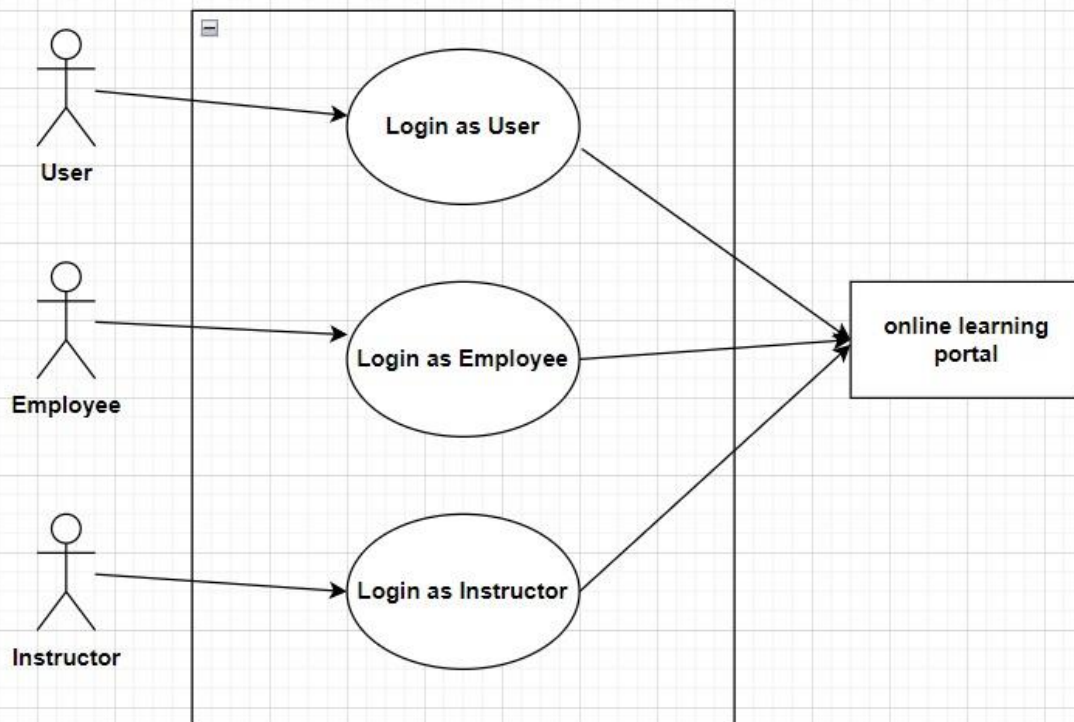 User
Login as User
Employee
Login as Employee
online learning
portal
Instructor
Login as Instructor